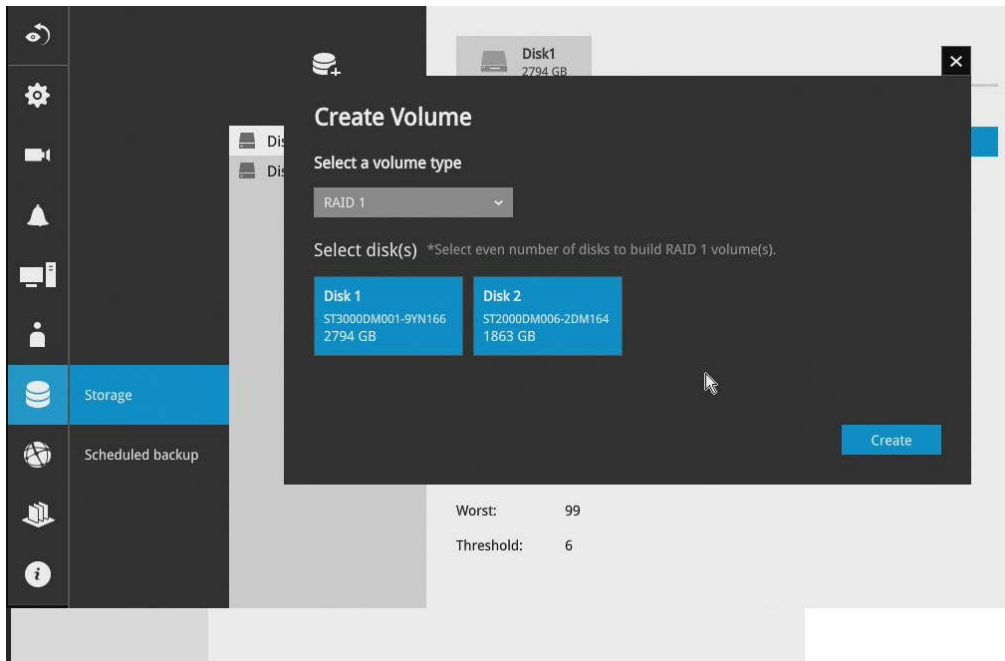 Disk1
2794 GB
Create Volume
Select a volume type
RAID 1
Select disk(s) *Select even number of disks to build RAID 1 volume(s).
Disk 1
ST3000DM001-9YN166
2794 GB
Disk 2
ST2000DM006-2DM164
1863 GB
Create
Storage
Scheduled backup
Worst: 99
Threshold: 6